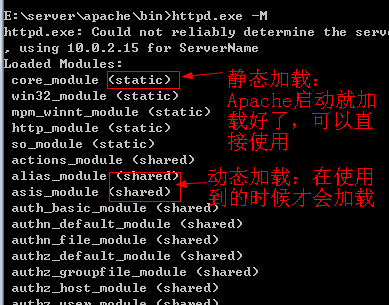 E:\server\apache\bin>httpd.exe -M
httpd.exe: Could not reliably determine the serve
, using 10.0.2.15 for ServerName
Loaded Modules:
core_module (static)
win32_module (static)
mpm_winnt_module (static)
http_module (static)
so_module (static)
actions_module (shared)
alias_module (shared)
asis_module (shared)
auth_basic_module (shared)
authn_default_module (shared)
authn_file_module (shared)
authz_default_module (shared)
authz_groupfile_module (shared)
authz_host_module (shared)
authz_user_module (shared)
静态加载：
Apache启动就加
载好了，可以直
接使用
动态加载：在使用
到的时候才会加载